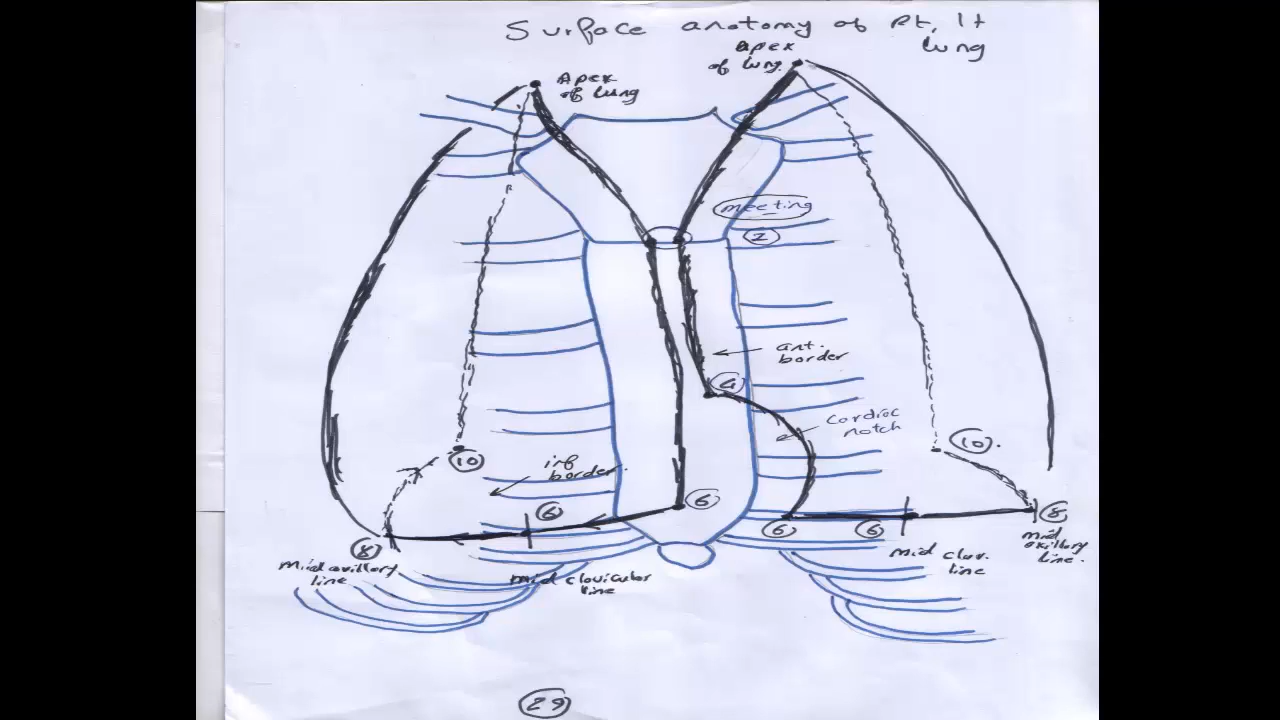 Surface anatomy of Rt, Lt
lung
Apex
of lung
apex
of lung
meeting
2
ant.
border
4
cardiac
notch
10
10.
inf
border
6
6
6
6
8
8
mid axillary
line
mid clavicular
line
mid clav.
line
mid
axillary
line.
29